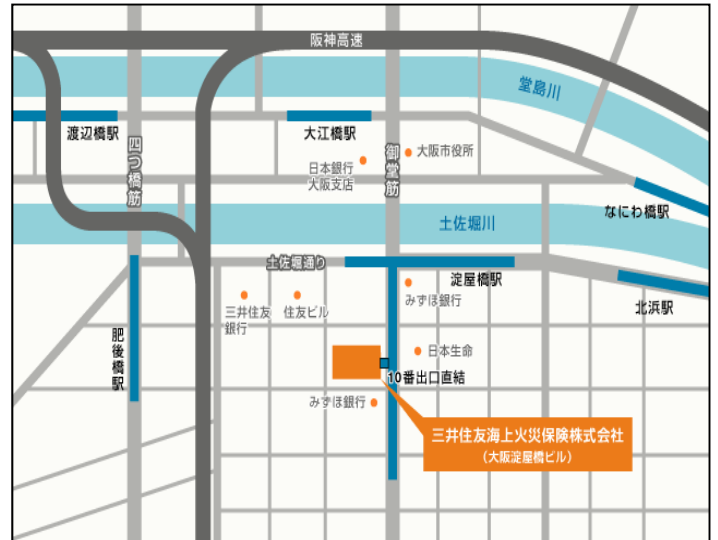 阪神高速
堂島川
渡辺橋駅
大江橋駅
四つ橋筋
御堂筋
大阪市役所
日本銀行
大阪支店
なにわ橋駅
土佐堀川
土佐堀通り
淀屋橋駅
みずほ銀行
北浜駅
三井住友
銀行
住友ビル
肥後橋駅
日本生命
10番出口直結
みずほ銀行
三井住友海上火災保険株式会社
(大阪淀屋橋ビル)